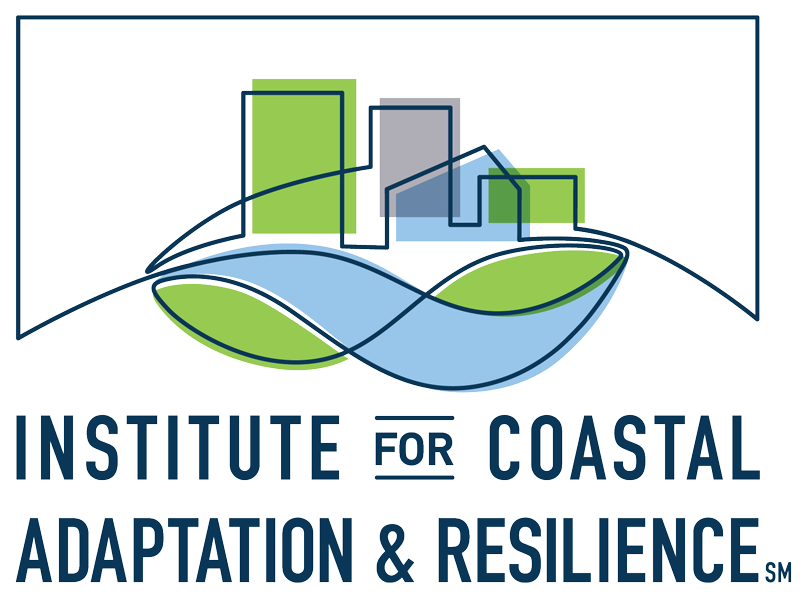 INSTITUTE FOR COASTAL
ADAPTATION & RESILIENCE SM